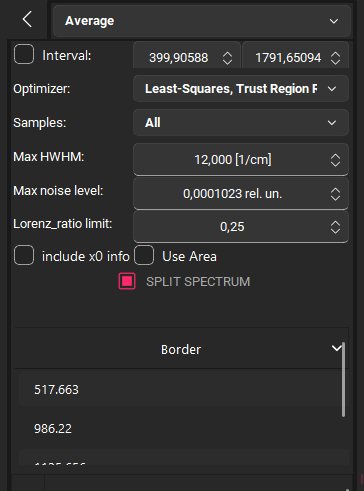 Average
Interval: 399,90588 1791,65094
Optimizer: Least-Squares, Trust Region R
Samples: All
Max HWHM: 12,000 [1/cm]
Max noise level: 0,0001023 rel. un.
Lorenz_ratio limit: 0,25
include x0 info Use Area
SPLIT SPECTRUM
Border
517.663
986.22